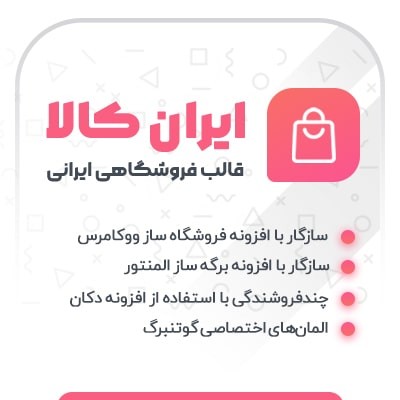 ایران کالا
قالب فروشگاهی ایرانی
سازگار با افزونه فروشگاه ساز ووکامرس
سازگار با افزونه برگه ساز المنتور
چندفروشندگی با استفاده از افزونه دکان
المان‌های اختصاصی گوتنبرگ